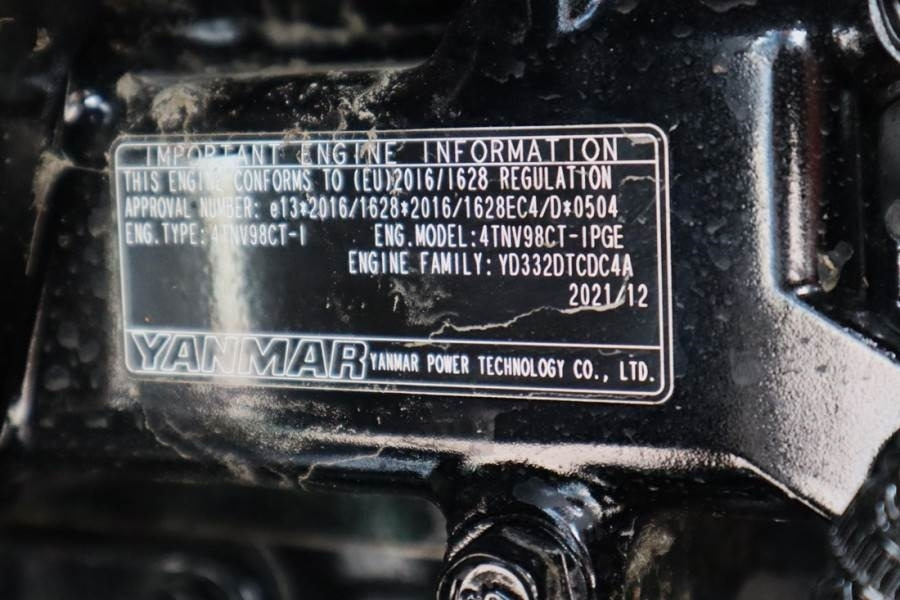 IMPORTANT ENGINE INFORMATION
THIS ENGINE CONFORMS TO (EU)2016/1628 REGULATION
APPROVAL NUMBER: e13*2016/1628*2016/1628EC4/D*0504
ENG.TYPE:4TNV98CT-I ENG.MODEL:4TNV98CT-IPGE
ENGINE FAMILY:YD332DTCDC4A
2021/12
YANMAR YANMAR POWER TECHNOLOGY CO., LTD.